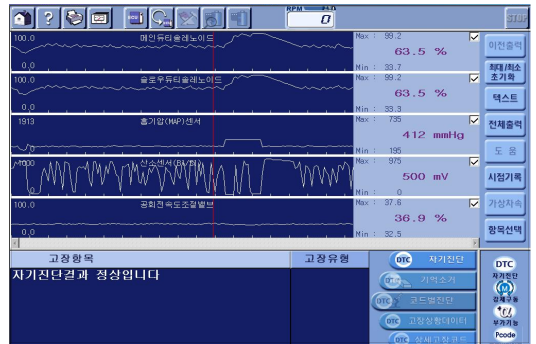 RPM
0
STOP
100.0 메인듀티솔레노이드 Max : 99.2
63.5 %
0.0 Min : 33.7
이전출력
100.0 슬로우듀티솔레노이드 Max : 99.2
63.5 %
0.0 Min : 33.3
최대/최소
초기화
텍스트
1913 흡기압(MAP)센서 Max : 735
412 mmHg
Min : 195
전체출력
도 움
산소센서(B1/S1) Max : 975
500 mV
Min : 0
시점기록
100.0 공회전속도조절밸브 Max : 37.6
36.9 %
0.0 Min : 32.5
가상차속
항목선택
고장항목 고장유형
자기진단결과 정상입니다
DTC 자기진단
DTC 기억소거
DTC 코드별진단
DTC 고장상황데이터
DTC 상세고장코드
DTC
자기진단
강제구동
부가기능
Pcode